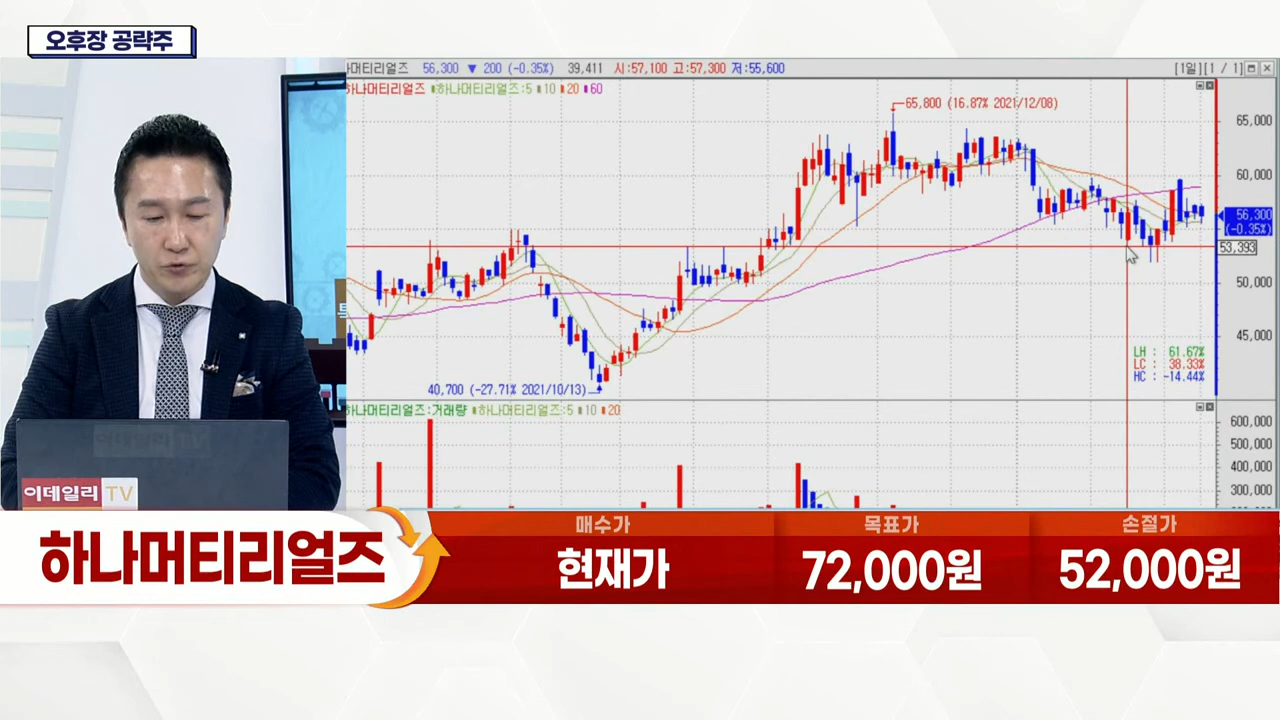 오후장 공략주
머티리얼즈 56,300 ▼ 200 (-0.35%) 39,411 시:57,100 고:57,300 저:55,600 [1일][1 / 1]
하나머티리얼즈 하나머티리얼즈:5 10 20 60
65,800 (16.87% 2021/12/08)
65,000
60,000
56,300
(-0.35%)
53,393
50,000
45,000
LH : 61.67%
LC : 38.33%
HC : -14.44%
40,700 (-27.71% 2021/10/13)
하나머티리얼즈:거래량 하나머티리얼즈:5 10 20
600,000
500,000
400,000
300,000
이데일리 TV
하나머티리얼즈
매수가 목표가 손절가
현재가 72,000원 52,000원